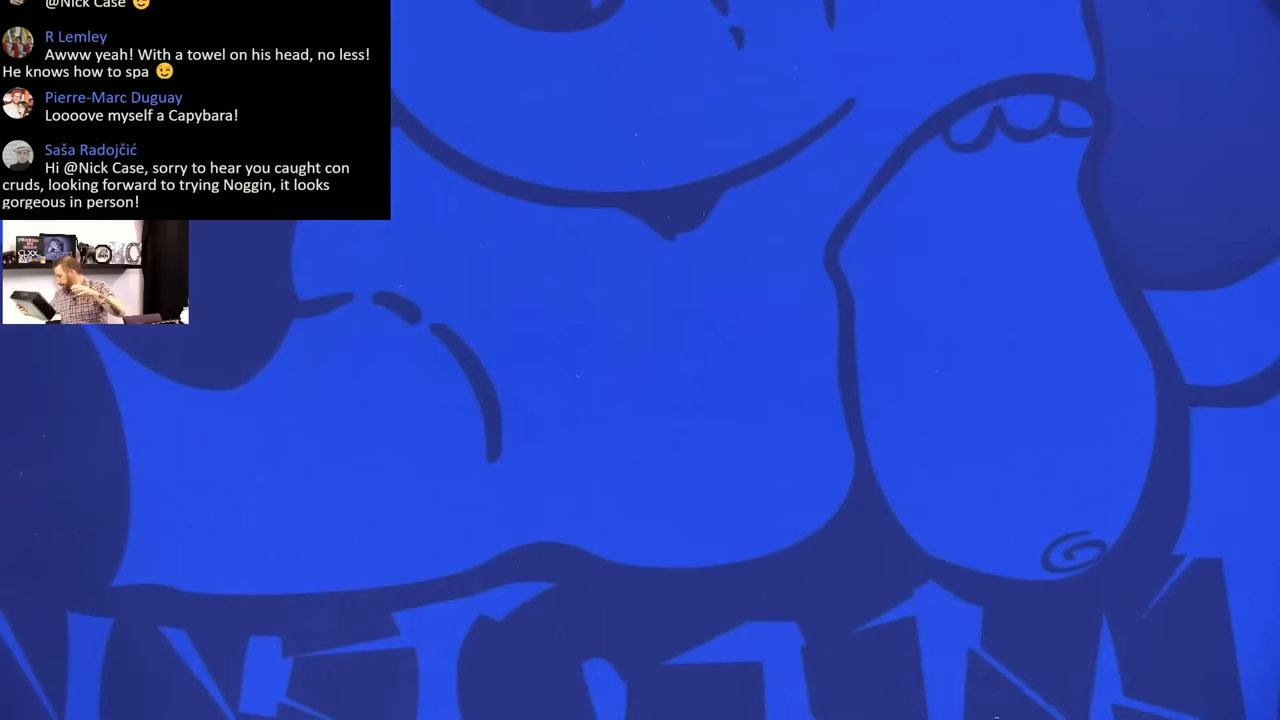 @Nick Case 😉
R Lemley
Awww yeah! With a towel on his head, no less!
He knows how to spa 😉
Pierre-Marc Duguay
Loooove myself a Capybara!
Saša Radojčić
Hi @Nick Case, sorry to hear you caught con
cruds, looking forward to trying Noggin, it looks
gorgeous in person!